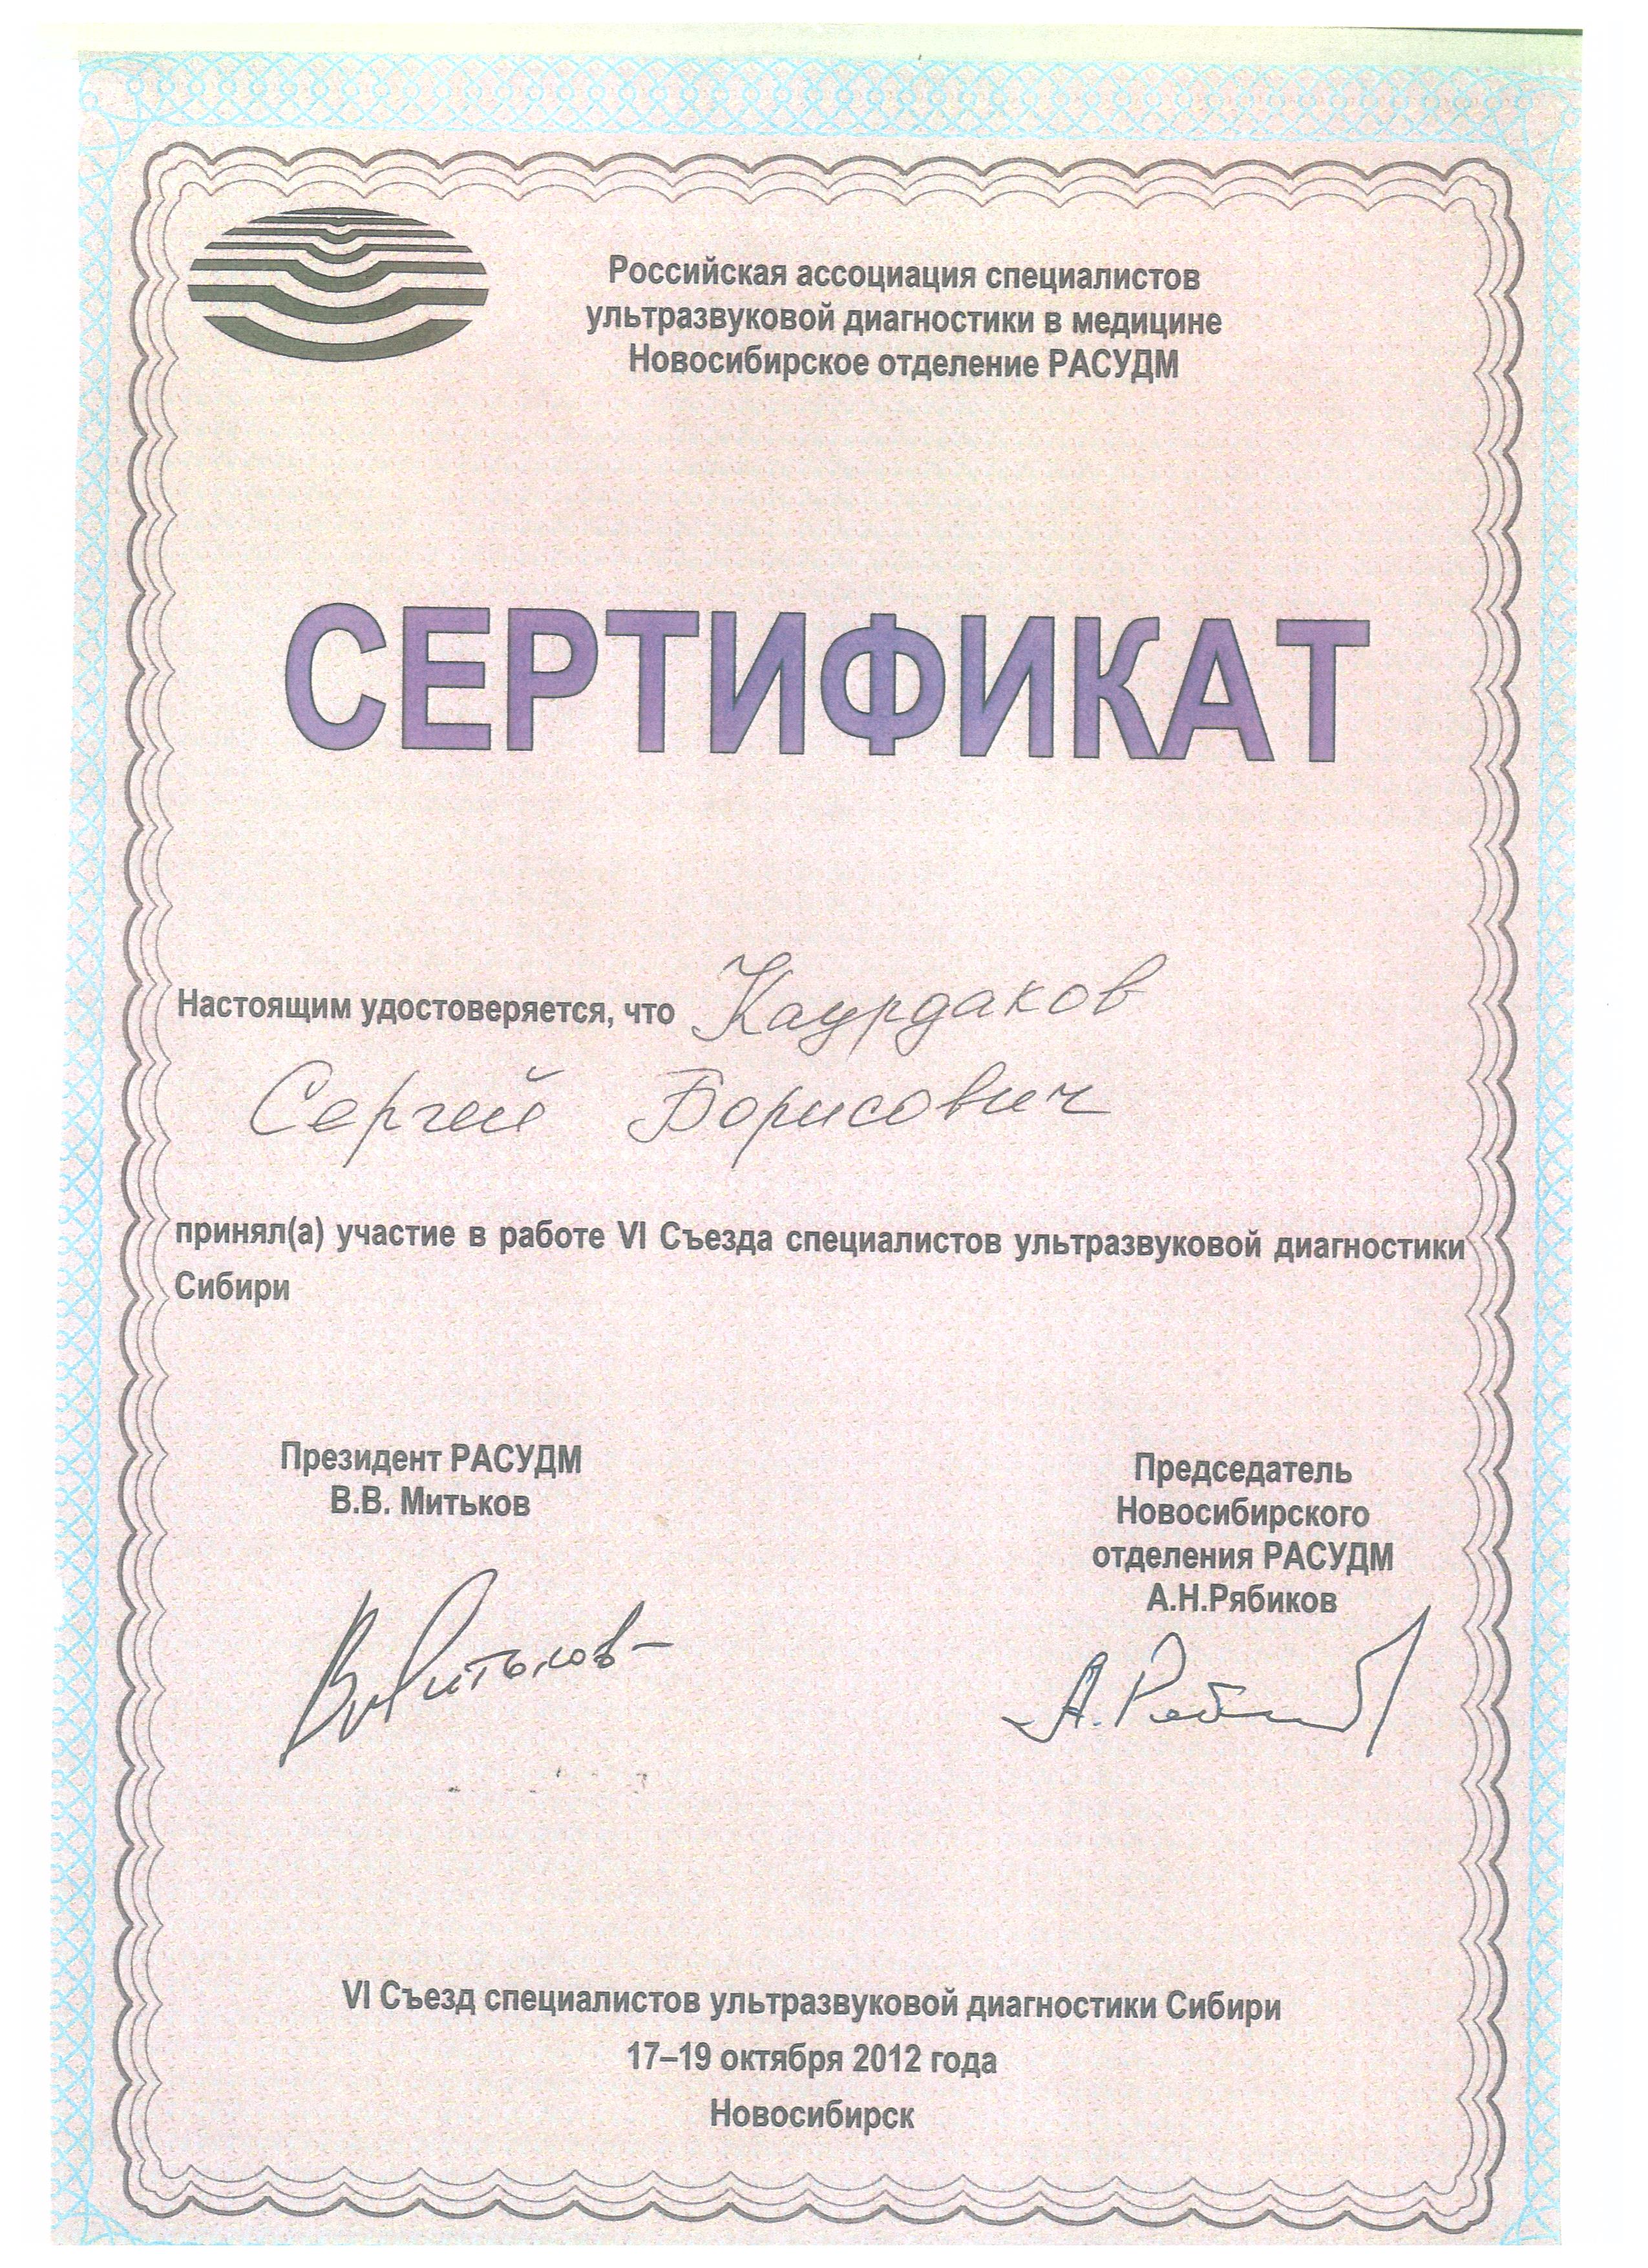 Российская ассоциация специалистов
ультразвуковой диагностики в медицине
Новосибирское отделение РАСУДМ
СЕРТИФИКАТ
Настоящим удостоверяется, что Каурдаков
Сергей Борисович
принял(а) участие в работе VI Съезда специалистов ультразвуковой диагностики
Сибири
Президент РАСУДМ
В.В. Митьков
Председатель
Новосибирского
отделения РАСУДМ
А.Н.Рябиков
VI Съезд специалистов ультразвуковой диагностики Сибири
17–19 октября 2012 года
Новосибирск